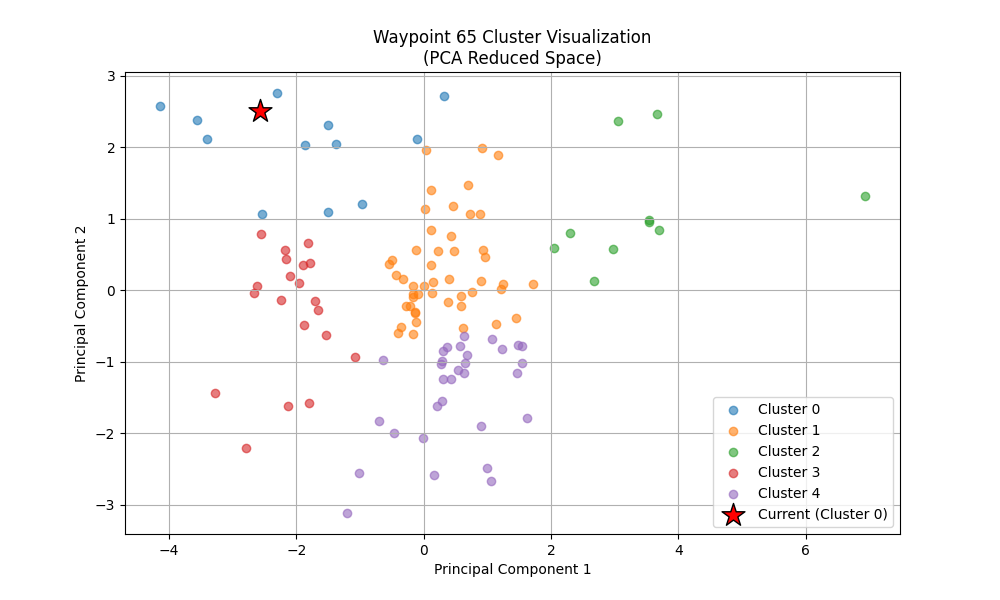 Waypoint 65 Cluster Visualization
(PCA Reduced Space)
Principal Component 2
3
2
1
0
−1
−2
−3
−4
−2
0
2
4
6
Principal Component 1
Cluster 0
Cluster 1
Cluster 2
Cluster 3
Cluster 4
Current (Cluster 0)